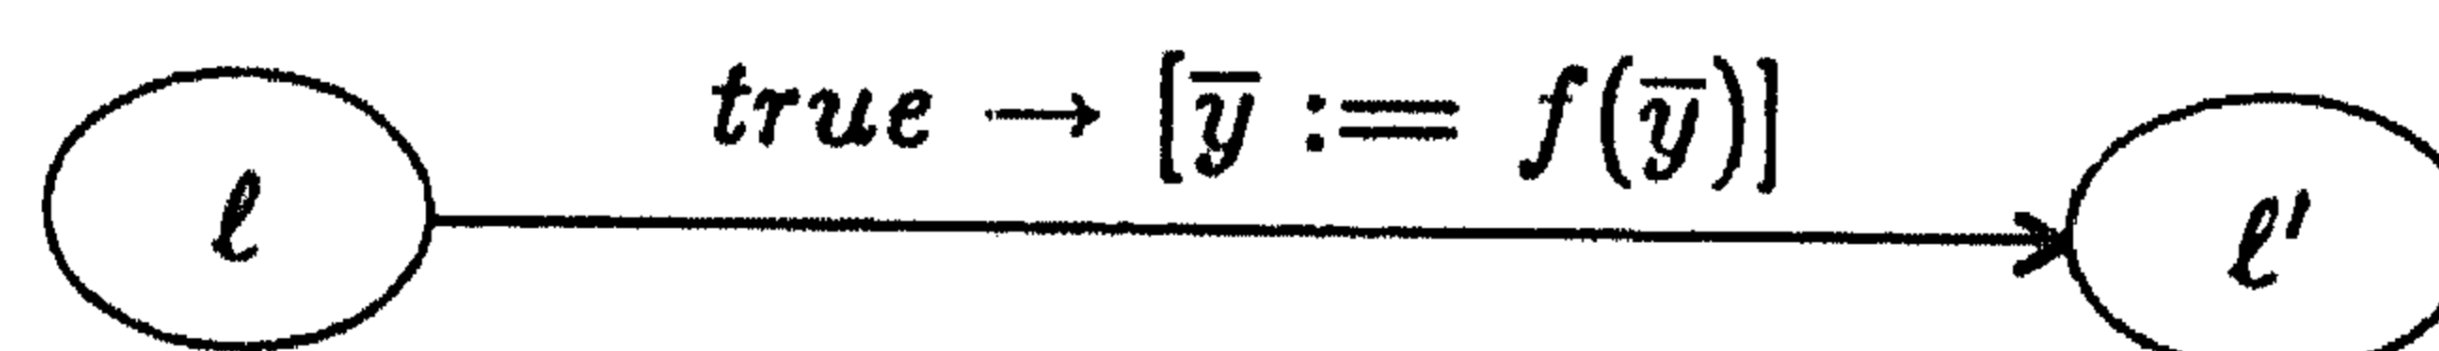 true → [y̅ := f(y̅)]
ℓ
ℓ'